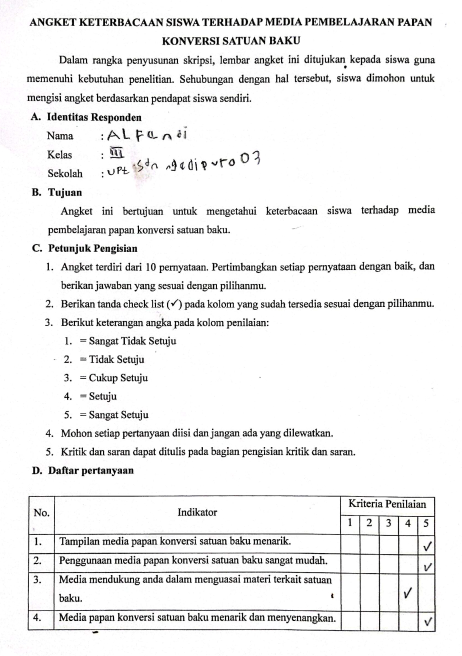 ANGKET KETERBACAAN SISWA TERHADAP MEDIA PEMBELAJARAN PAPAN
KONVERSI SATUAN BAKU
Dalam rangka penyusunan skripsi, lembar angket ini ditujukan kepada siswa guna
memenuhi kebutuhan penelitian. Sehubungan dengan hal tersebut, siswa dimohon untuk
mengisi angket berdasarkan pendapat siswa sendiri.
A. Identitas Responden
Nama : ALFandi
Kelas : III
Sekolah : UPt sdn ngadipuro 03
B. Tujuan
Angket ini bertujuan untuk mengetahui keterbacaan siswa terhadap media
pembelajaran papan konversi satuan baku.
C. Petunjuk Pengisian
1. Angket terdiri dari 10 pernyataan. Pertimbangkan setiap pernyataan dengan baik, dan
berikan jawaban yang sesuai dengan pilihanmu.
2. Berikan tanda check list (✓) pada kolom yang sudah tersedia sesuai dengan pilihanmu.
3. Berikut keterangan angka pada kolom penilaian:
1. = Sangat Tidak Setuju
2. = Tidak Setuju
3. = Cukup Setuju
4. = Setuju
5. = Sangat Setuju
4. Mohon setiap pertanyaan diisi dan jangan ada yang dilewatkan.
5. Kritik dan saran dapat ditulis pada bagian pengisian kritik dan saran.
D. Daftar pertanyaan
No. Indikator Kriteria Penilaian
1 2 3 4 5
1. Tampilan media papan konversi satuan baku menarik. ✓
2. Penggunaan media papan konversi satuan baku sangat mudah. ✓
3. Media mendukung anda dalam menguasai materi terkait satuan
baku. ✓
4. Media papan konversi satuan baku menarik dan menyenangkan. ✓